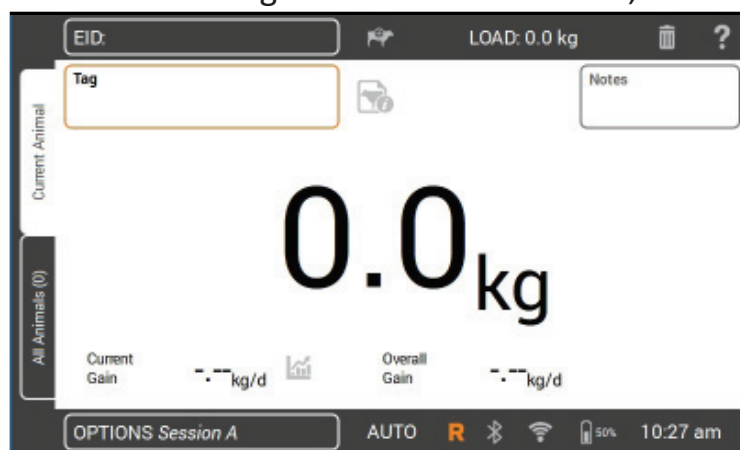 EID:
LOAD: 0.0 kg
?
Tag
Notes
Current Animal
0.0kg
All Animals (0)
Current Gain
-.--kg/d
Overall Gain
-.--kg/d
OPTIONS Session A
AUTO
R
50%
10:27 am